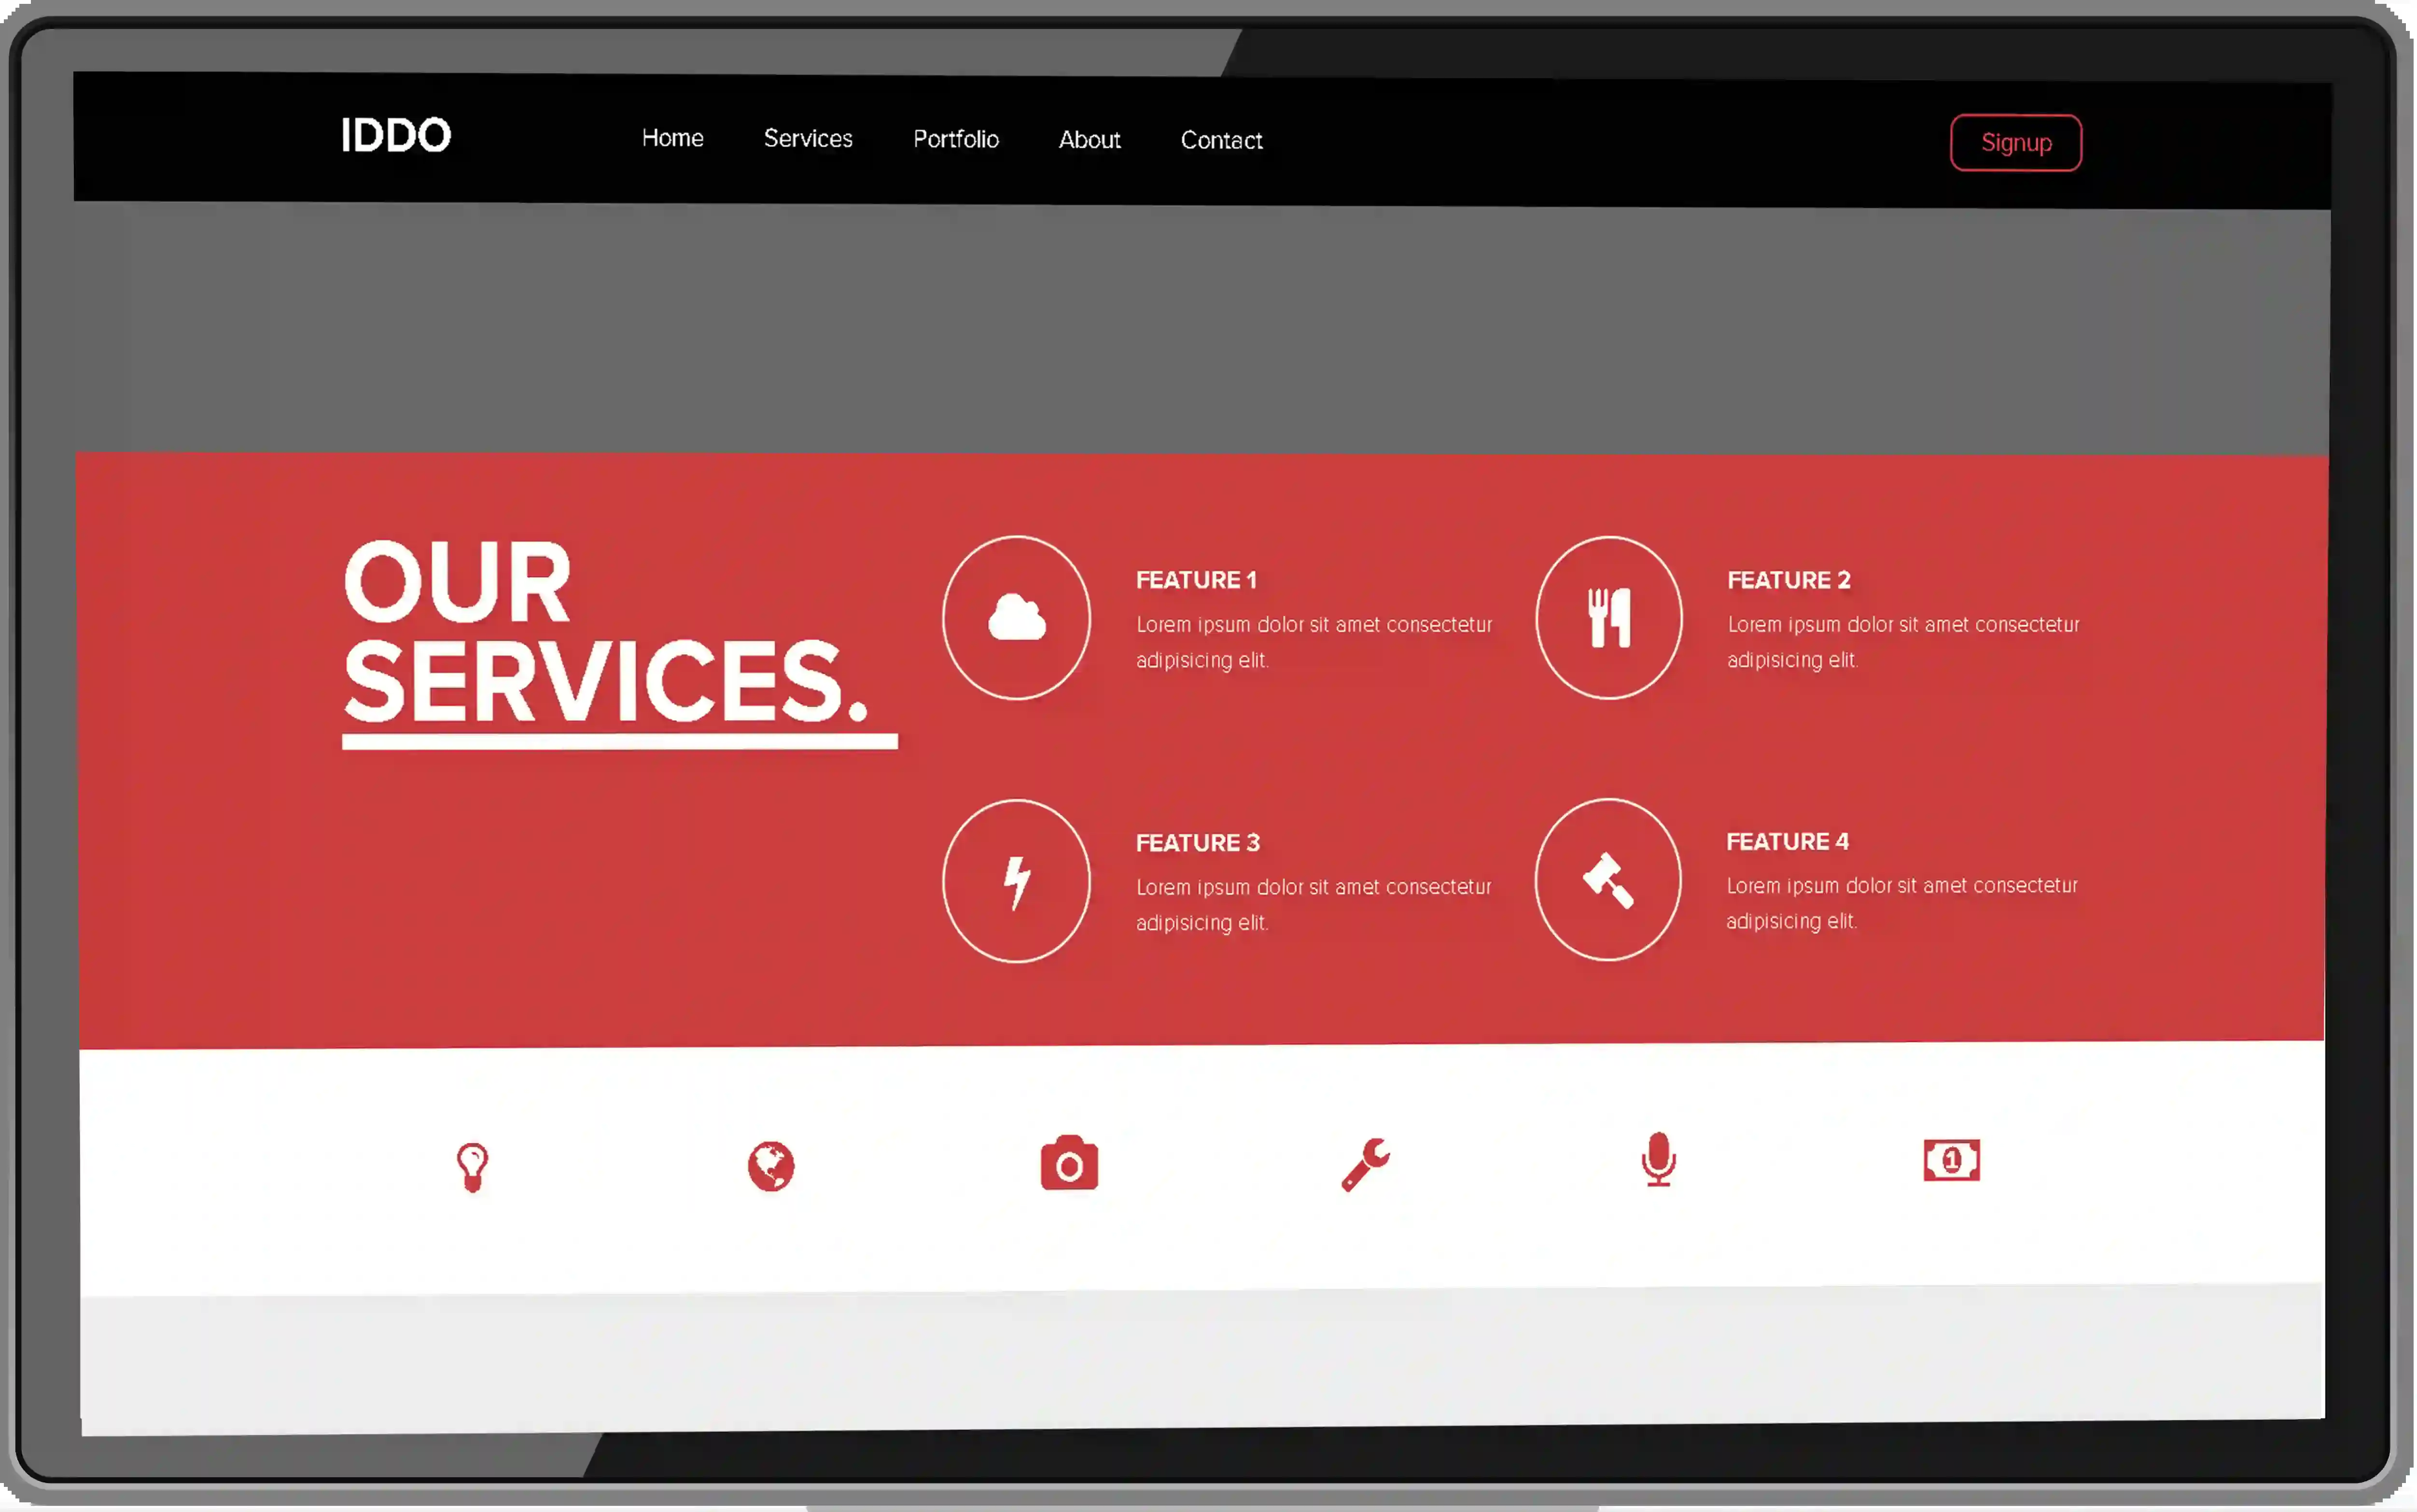 IDDO
Home Services Portfolio About Contact
Signup
OUR
SERVICES.
FEATURE 1
Lorem ipsum dolor sit amet consectetur
adipisicing elit.
FEATURE 2
Lorem ipsum dolor sit amet consectetur
adipisicing elit.
FEATURE 3
Lorem ipsum dolor sit amet consectetur
adipisicing elit.
FEATURE 4
Lorem ipsum dolor sit amet consectetur
adipisicing elit.
1